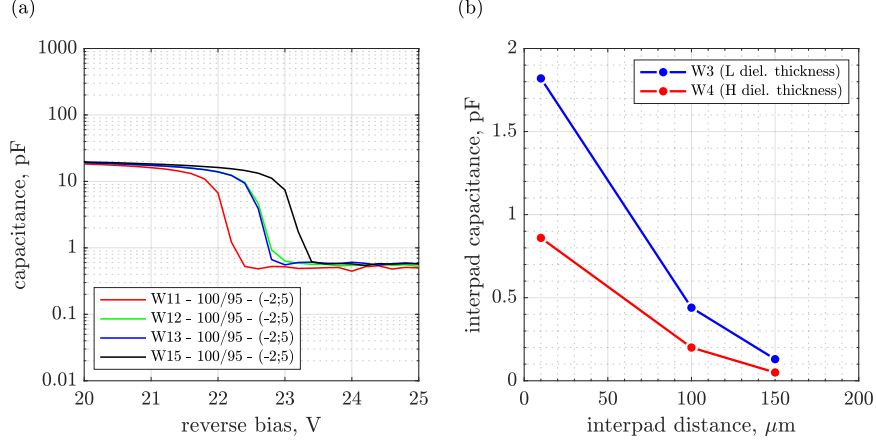 (a)
1000
100
10
1
0.1
0.01
capacitance, pF
W11 - 100/95 - (-2;5)
W12 - 100/95 - (-2;5)
W13 - 100/95 - (-2;5)
W15 - 100/95 - (-2;5)
20 21 22 23 24 25
reverse bias, V
(b)
2
1.5
1
0.5
0
interpad capacitance, pF
W3 (L diel. thickness)
W4 (H diel. thickness)
0 50 100 150 200
interpad distance, μm